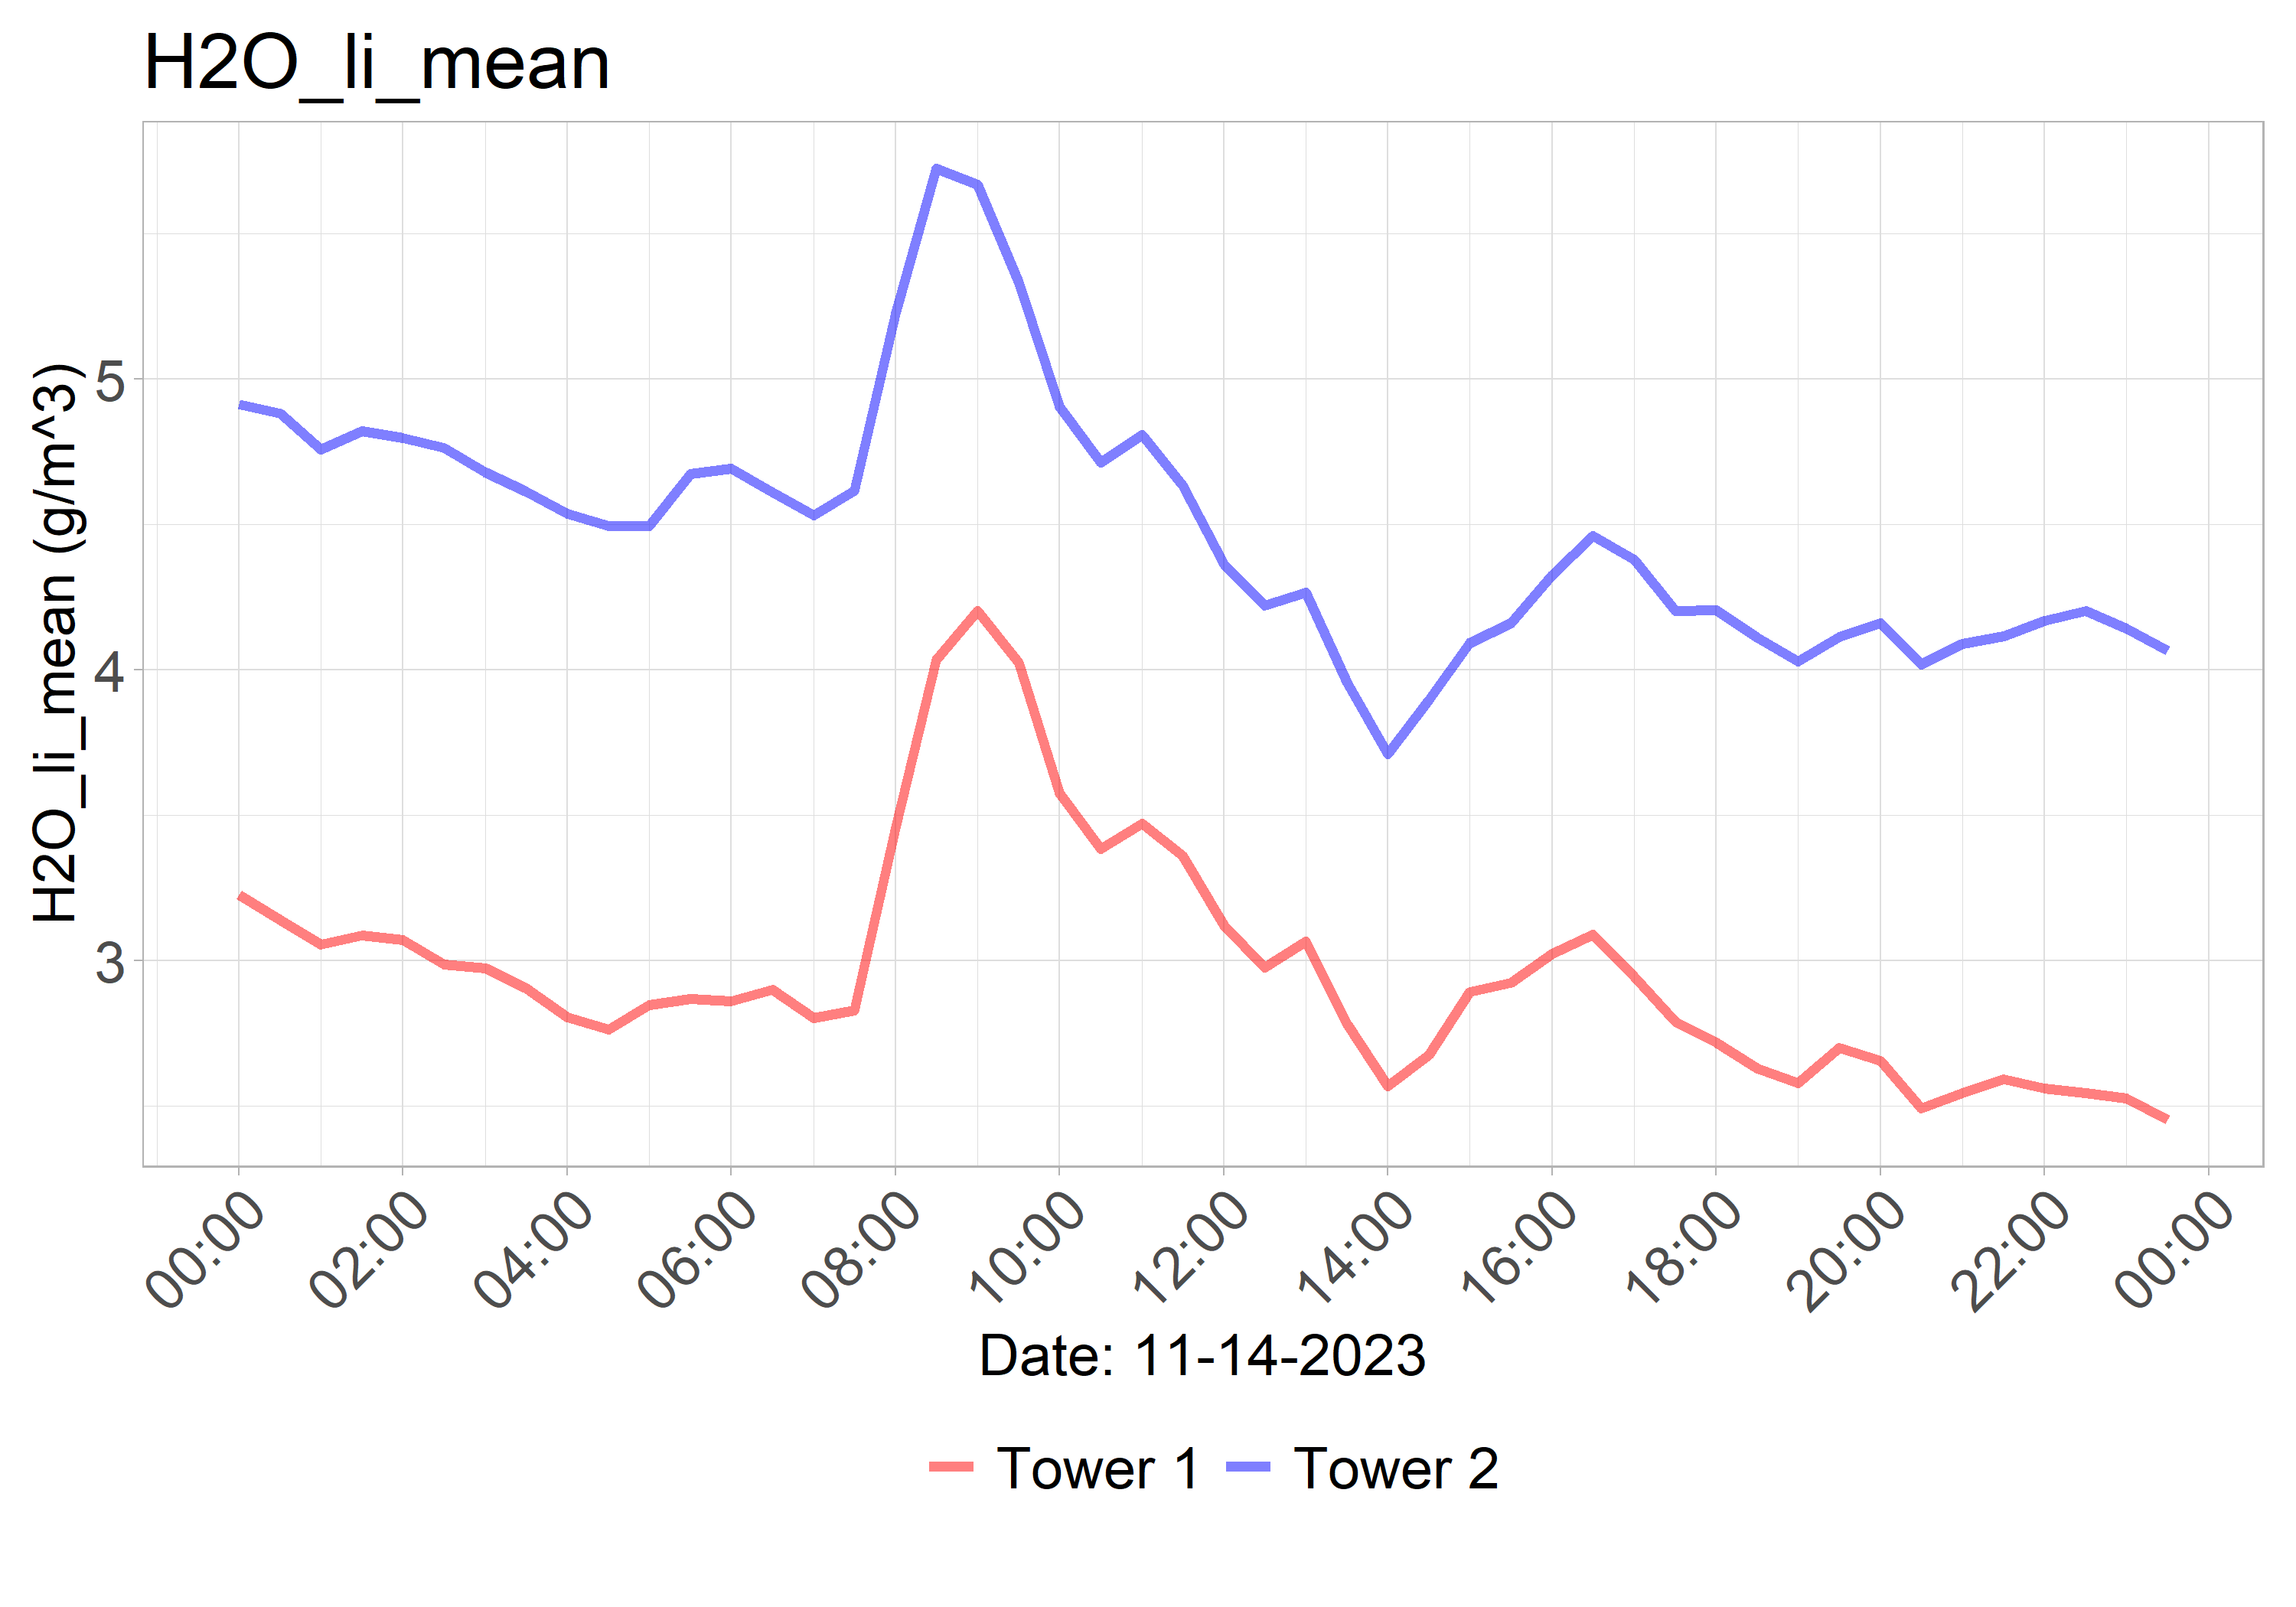 H2O_li_mean
H2O_li_mean (g/m^3)
5
4
3
00:00 02:00 04:00 06:00 08:00 10:00 12:00 14:00 16:00 18:00 20:00 22:00 00:00
Date: 11-14-2023
Tower 1 Tower 2